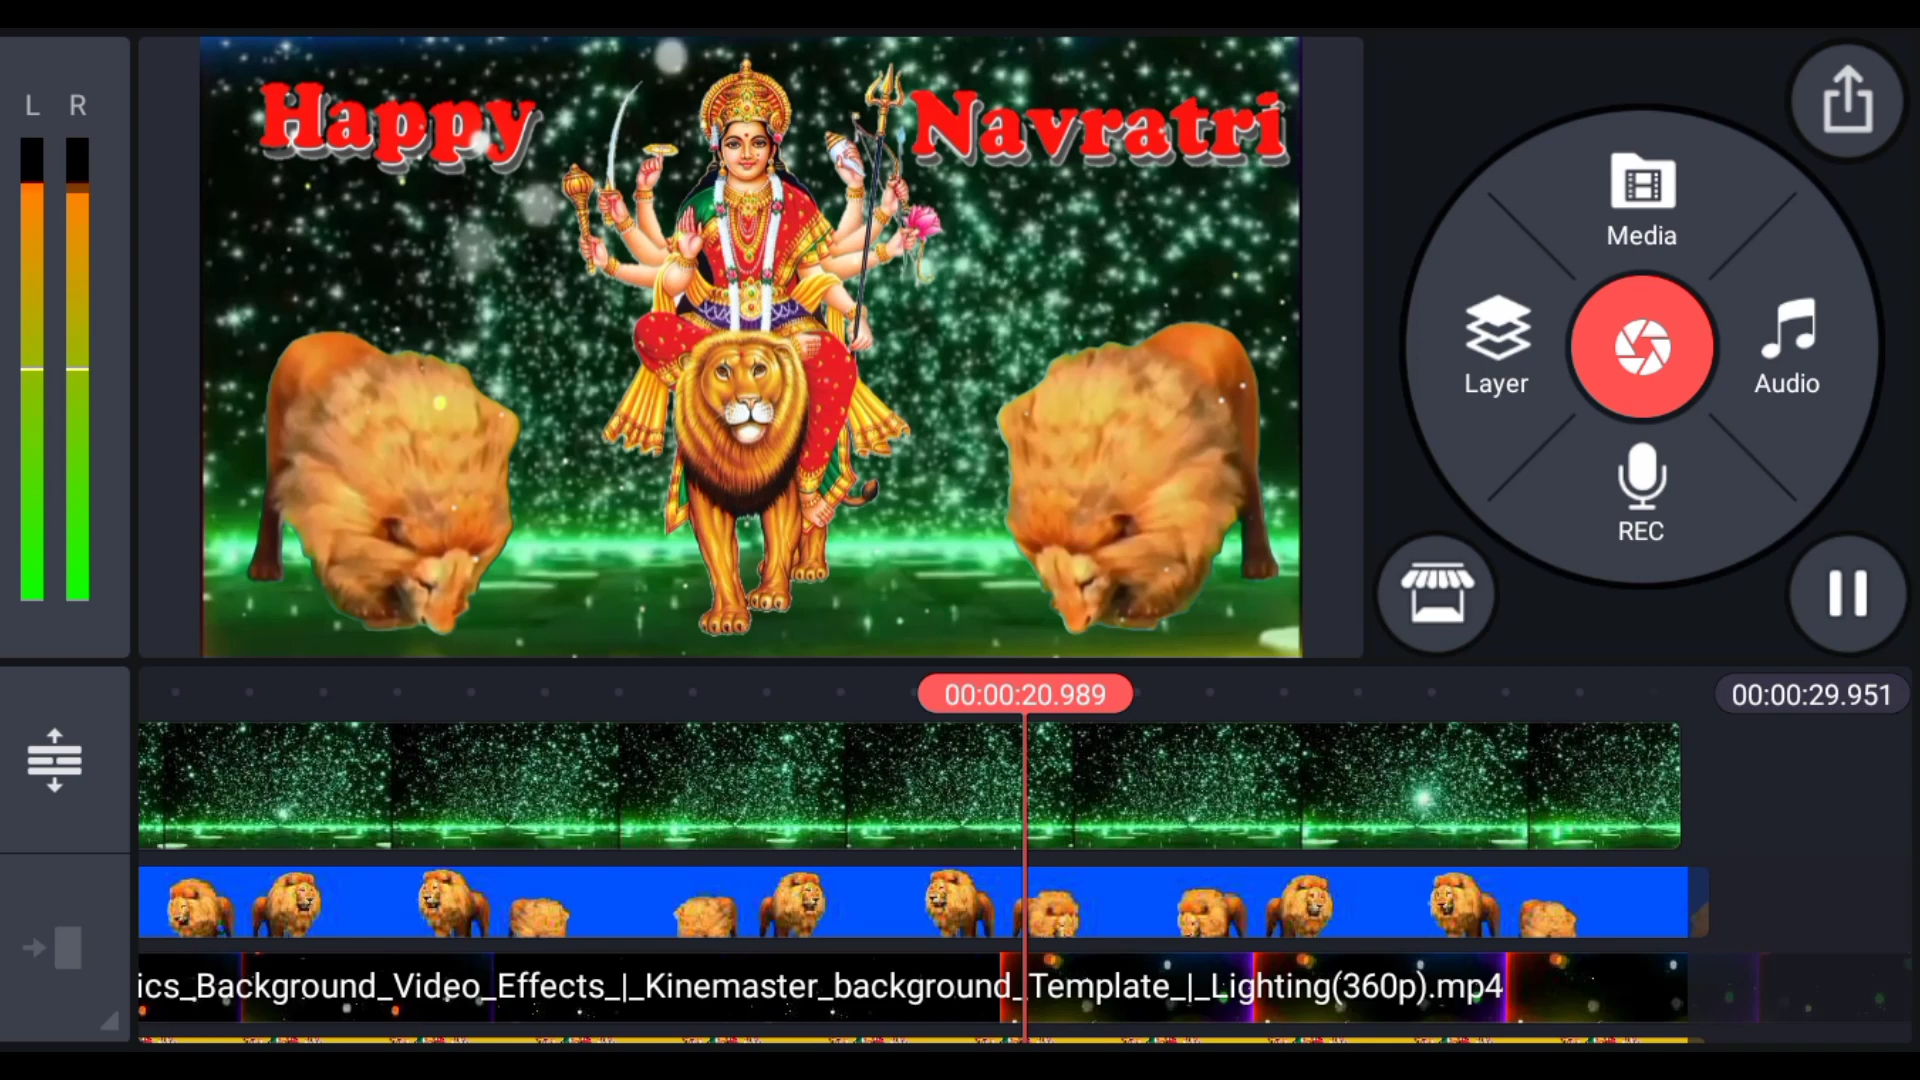 L R
Happy Navratri
Media
Layer
Audio
REC
00:00:20.989
00:00:29.951
ics_Background_Video_Effects_|_Kinemaster_background_Template_|_Lighting(360p).mp4